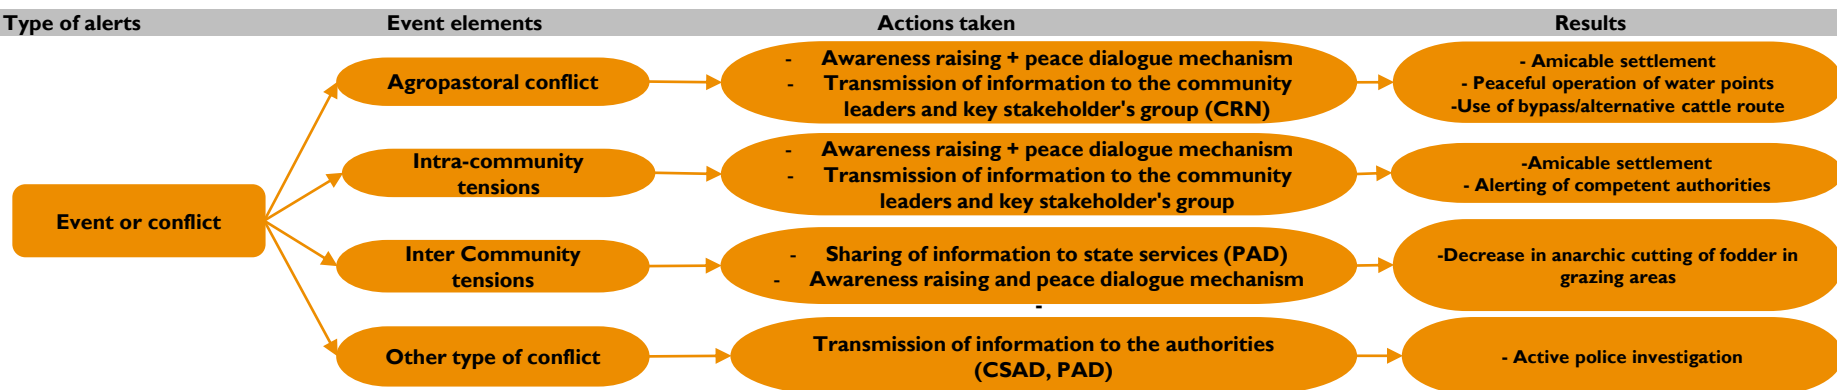 Type of alerts Event elements Actions taken Results
Event or conflict
Agropastoral conflict
- Awareness raising + peace dialogue mechanism
- Transmission of information to the community
leaders and key stakeholder's group (CRN)
- Amicable settlement
- Peaceful operation of water points
-Use of bypass/alternative cattle route
Intra-community
tensions
- Awareness raising + peace dialogue mechanism
- Transmission of information to the community
leaders and key stakeholder's group
-Amicable settlement
- Alerting of competent authorities
Inter Community
tensions
- Sharing of information to state services (PAD)
- Awareness raising and peace dialogue mechanism
-
-Decrease in anarchic cutting of fodder in
grazing areas
Other type of conflict
Transmission of information to the authorities
(CSAD, PAD)
- Active police investigation